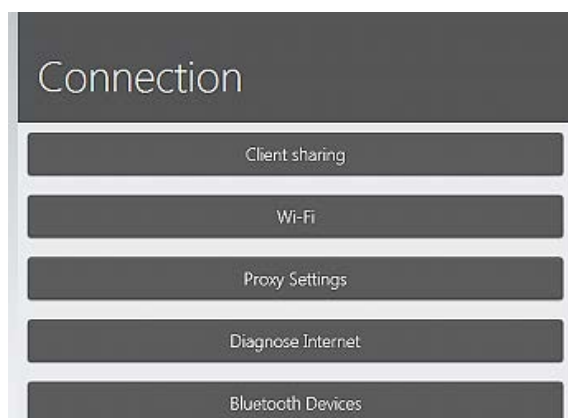 Connection
Client sharing
Wi-Fi
Proxy Settings
Diagnose Internet
Bluetooth Devices